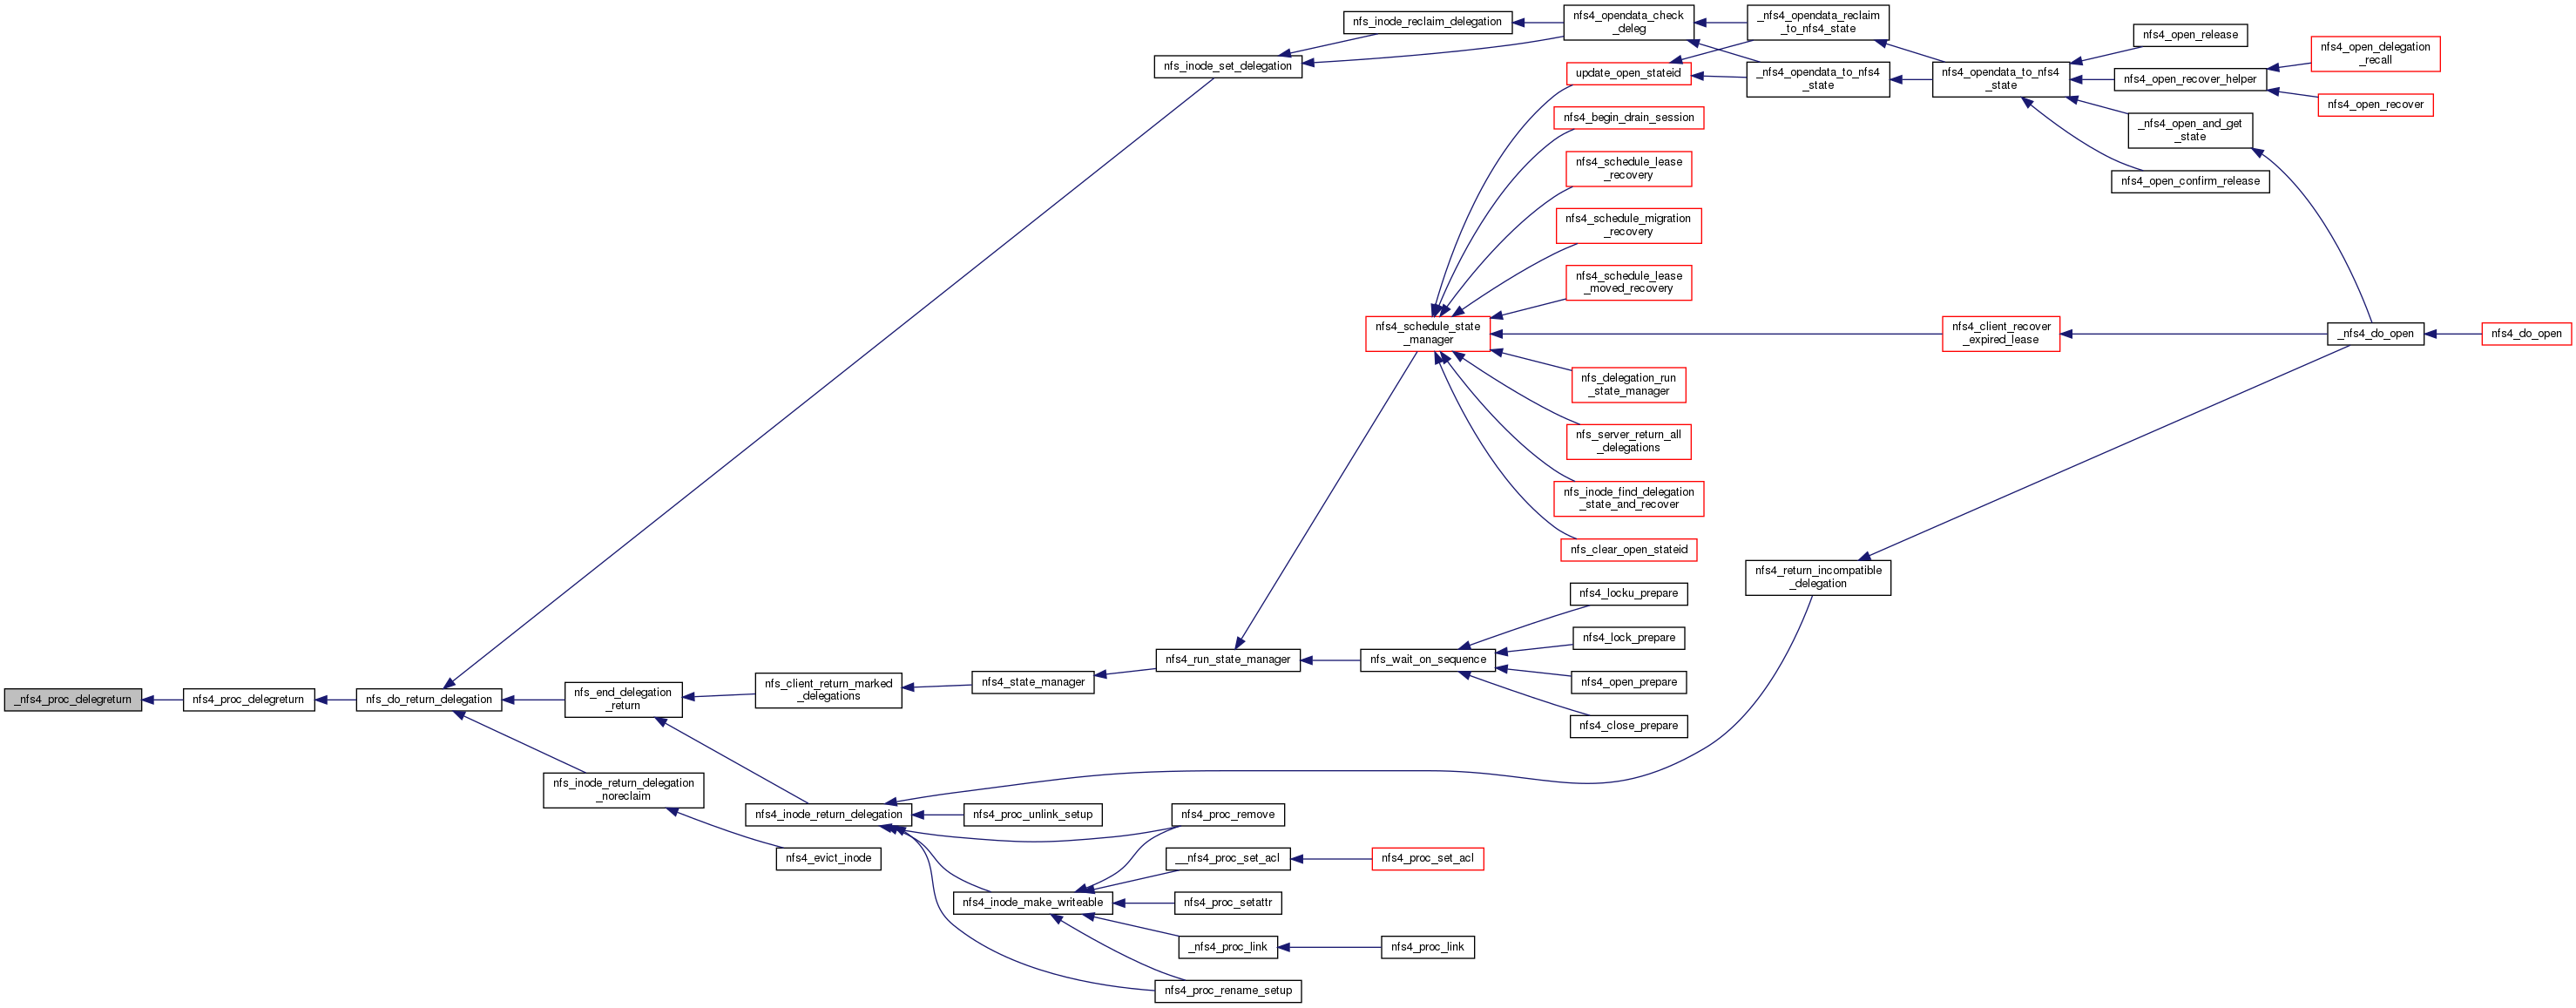 nfs_inode_reclaim_delegation
nfs4_opendata_check
_deleg
_nfs4_opendata_reclaim
_to_nfs4_state
nfs4_open_release
nfs4_open_delegation
_recall
nfs_inode_set_delegation
update_open_stateid
_nfs4_opendata_to_nfs4
_state
nfs4_opendata_to_nfs4
_state
nfs4_open_recover_helper
nfs4_open_recover
nfs4_begin_drain_session
_nfs4_open_and_get
_state
nfs4_schedule_lease
_recovery
nfs4_open_confirm_release
nfs4_schedule_migration
_recovery
nfs4_schedule_lease
_moved_recovery
nfs4_schedule_state
_manager
nfs4_client_recover
_expired_lease
_nfs4_do_open
nfs4_do_open
nfs_delegation_run
_state_manager
nfs_server_return_all
_delegations
nfs_inode_find_delegation
_state_and_recover
nfs_clear_open_stateid
nfs4_return_incompatible
_delegation
nfs4_locku_prepare
nfs4_lock_prepare
nfs4_run_state_manager
nfs_wait_on_sequence
nfs4_open_prepare
nfs4_close_prepare
_nfs4_proc_delegreturn
nfs4_proc_delegreturn
nfs_do_return_delegation
nfs_end_delegation
_return
nfs_client_return_marked
_delegations
nfs4_state_manager
nfs_inode_return_delegation
_noreclaim
nfs4_inode_return_delegation
nfs4_proc_unlink_setup
nfs4_proc_remove
nfs4_evict_inode
__nfs4_proc_set_acl
nfs4_proc_set_acl
nfs4_inode_make_writeable
nfs4_proc_setattr
_nfs4_proc_link
nfs4_proc_link
nfs4_proc_rename_setup